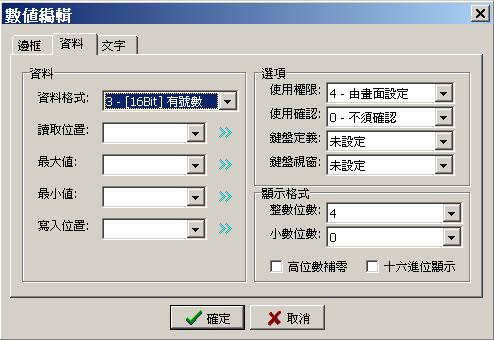 數值編輯
邊框 資料 文字
資料
資料格式: 3 - [16Bit] 有號數
讀取位置:
最大值:
最小值:
寫入位置:
選項
使用權限: 4 - 由畫面設定
使用確認: 0 - 不須確認
鍵盤定義: 未設定
鍵盤視窗: 未設定
顯示格式
整數位數: 4
小數位數: 0
高位數補零 十六進位顯示
確定 取消